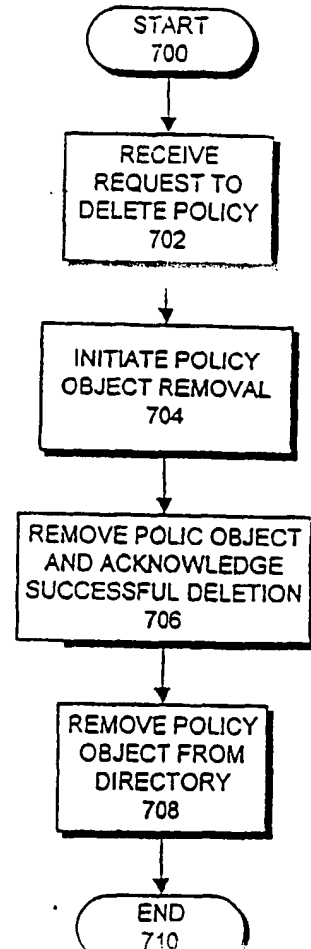 START
700
RECEIVE
REQUEST TO
DELETE POLICY
702
INITIATE POLICY
OBJECT REMOVAL
704
REMOVE POLIC OBJECT
AND ACKNOWLEDGE
SUCCESSFUL DELETION
706
REMOVE POLICY
OBJECT FROM
DIRECTORY
708
END
710